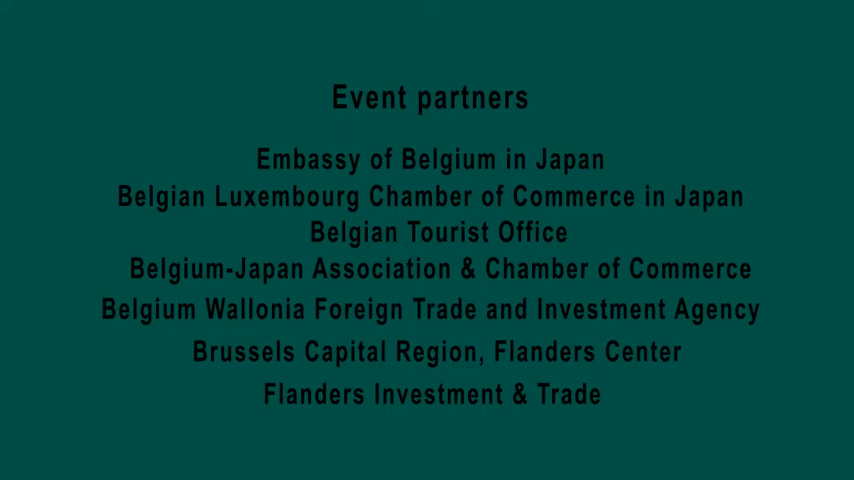 Event partners
Embassy of Belgium in Japan
Belgian Luxembourg Chamber of Commerce in Japan
Belgian Tourist Office
Belgium-Japan Association & Chamber of Commerce
Belgium Wallonia Foreign Trade and Investment Agency
Brussels Capital Region, Flanders Center
Flanders Investment & Trade